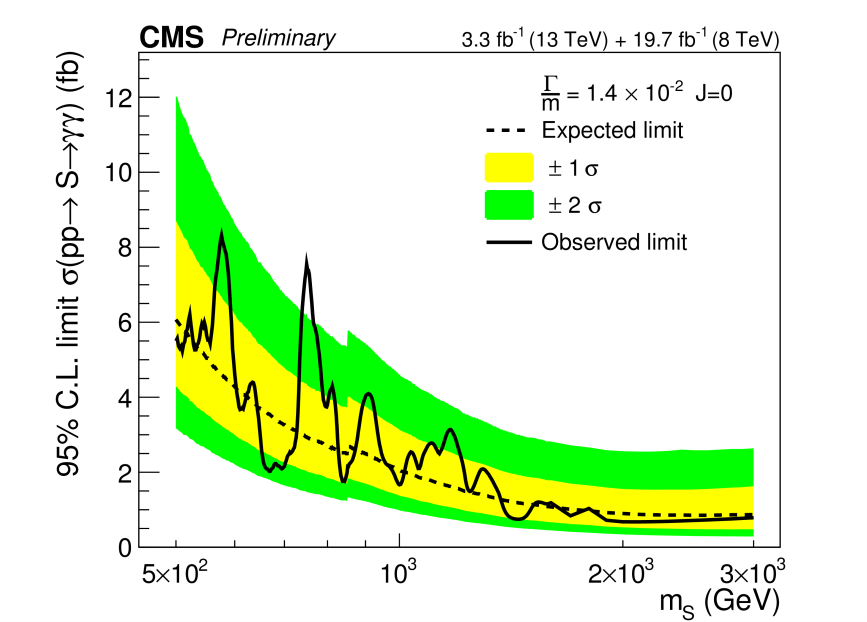 CMS Preliminary 3.3 fb⁻¹ (13 TeV) + 19.7 fb⁻¹ (8 TeV)
95% C.L. limit σ(pp→ S→γγ) (fb)
Γ/m = 1.4 × 10⁻² J=0
Expected limit
± 1 σ
± 2 σ
Observed limit
12
10
8
6
4
2
0
5×10² 10³ 2×10³ 3×10³
m_S (GeV)